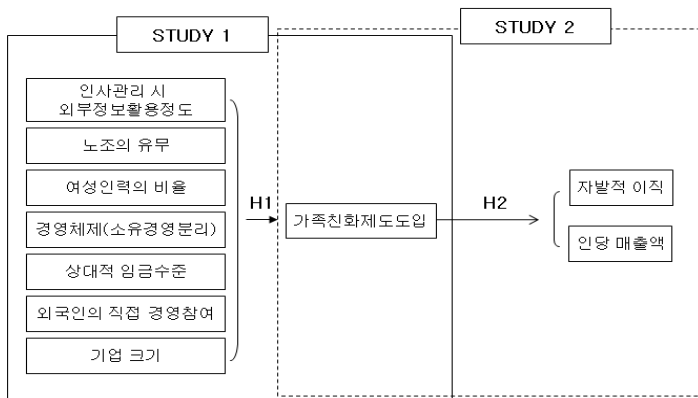 STUDY 1
STUDY 2
인사관리 시
외부정보활용정도
노조의 유무
여성인력의 비율
경영체제(소유경영분리)
상대적 임금수준
외국인의 직접 경영참여
기업 크기
H1
가족친화제도도입
H2
자발적 이직
인당 매출액